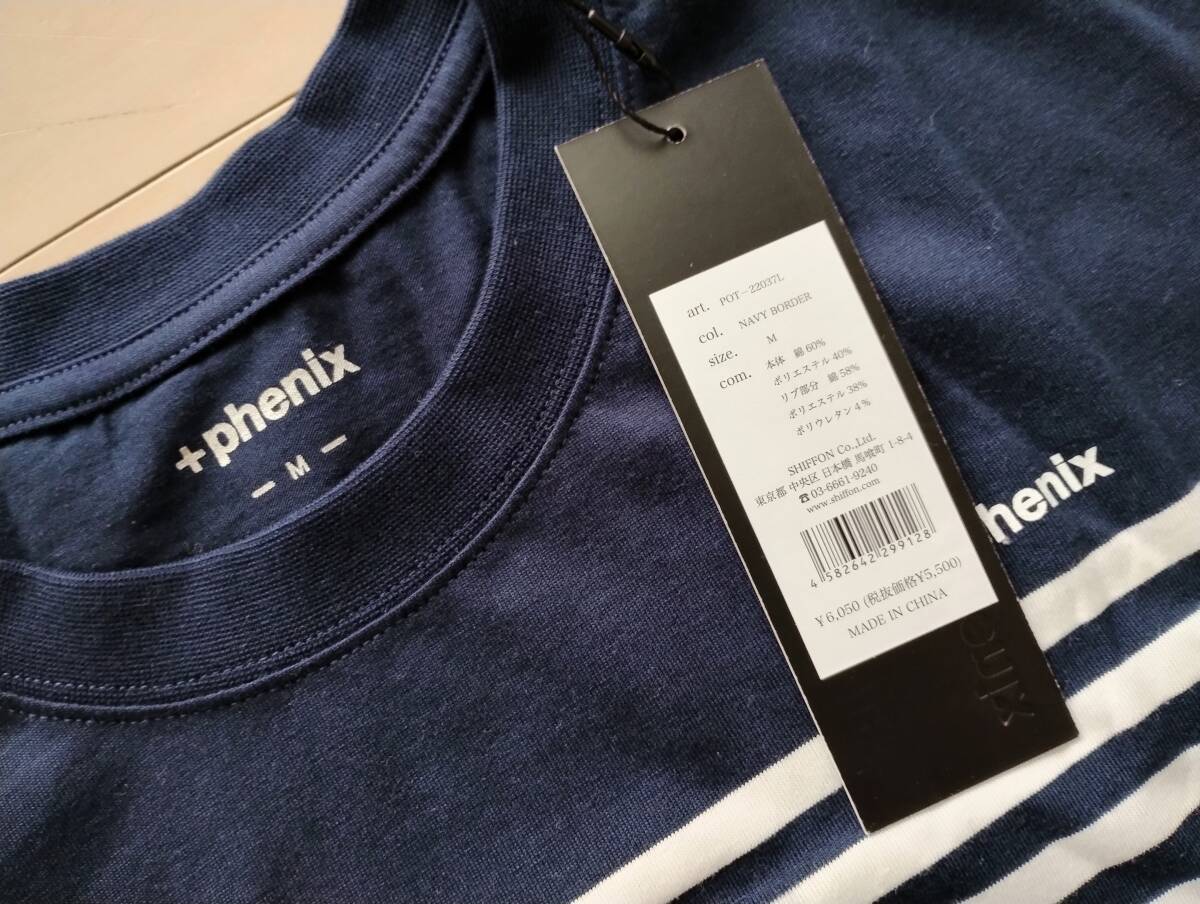 +phenix
– M –
art. POT-22037L
col. NAVY BORDER
size. M
com. 本体 綿 60%
ポリエステル 40%
リブ部分 綿 58%
ポリエステル 38%
ポリウレタン 4%
SHIFFON Co.,Ltd.
東京都 中央区 日本橋 馬喰町 1-8-4
☎03-6661-9240
www.shiffon.com
4 582642 299128
¥6,050 (税抜価格¥5,500)
MADE IN CHINA
henix
enix